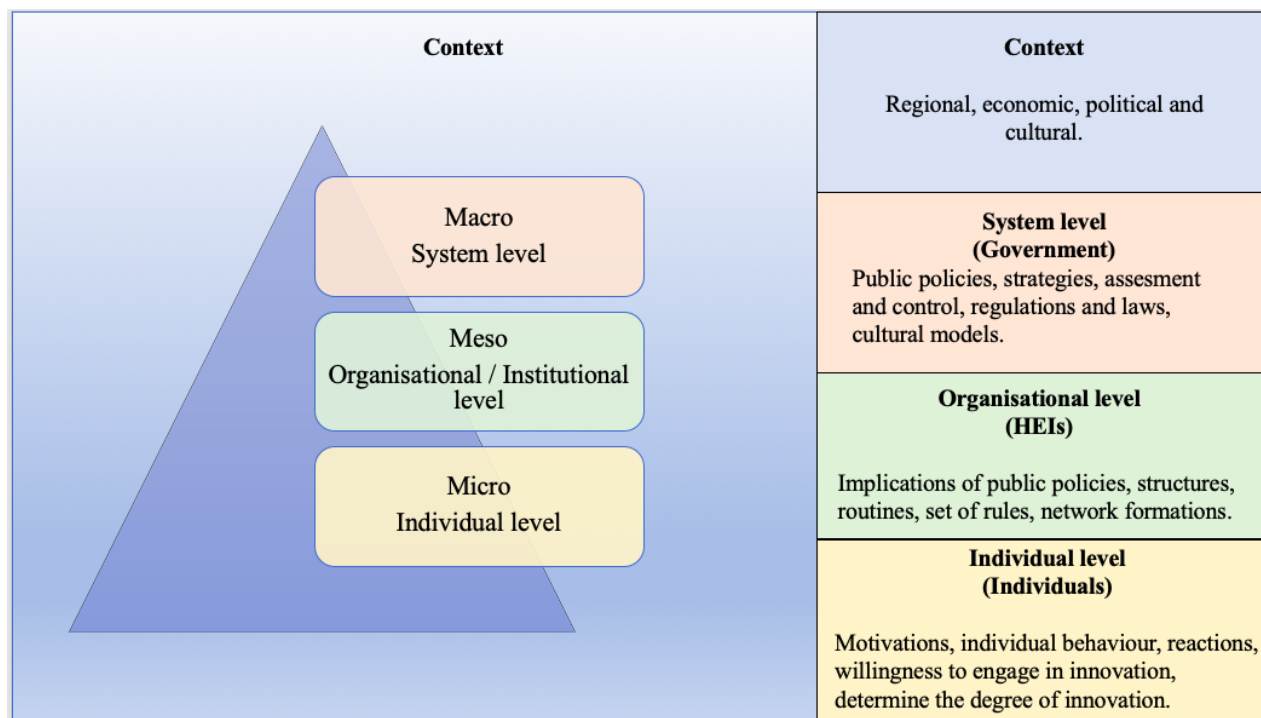 Context
Macro
System level
Meso
Organisational / Institutional
level
Micro
Individual level
Context
Regional, economic, political and
cultural.
System level
(Government)
Public policies, strategies, assesment
and control, regulations and laws,
cultural models.
Organisational level
(HEIs)
Implications of public policies, structures,
routines, set of rules, network formations.
Individual level
(Individuals)
Motivations, individual behaviour, reactions,
willingness to engage in innovation,
determine the degree of innovation.